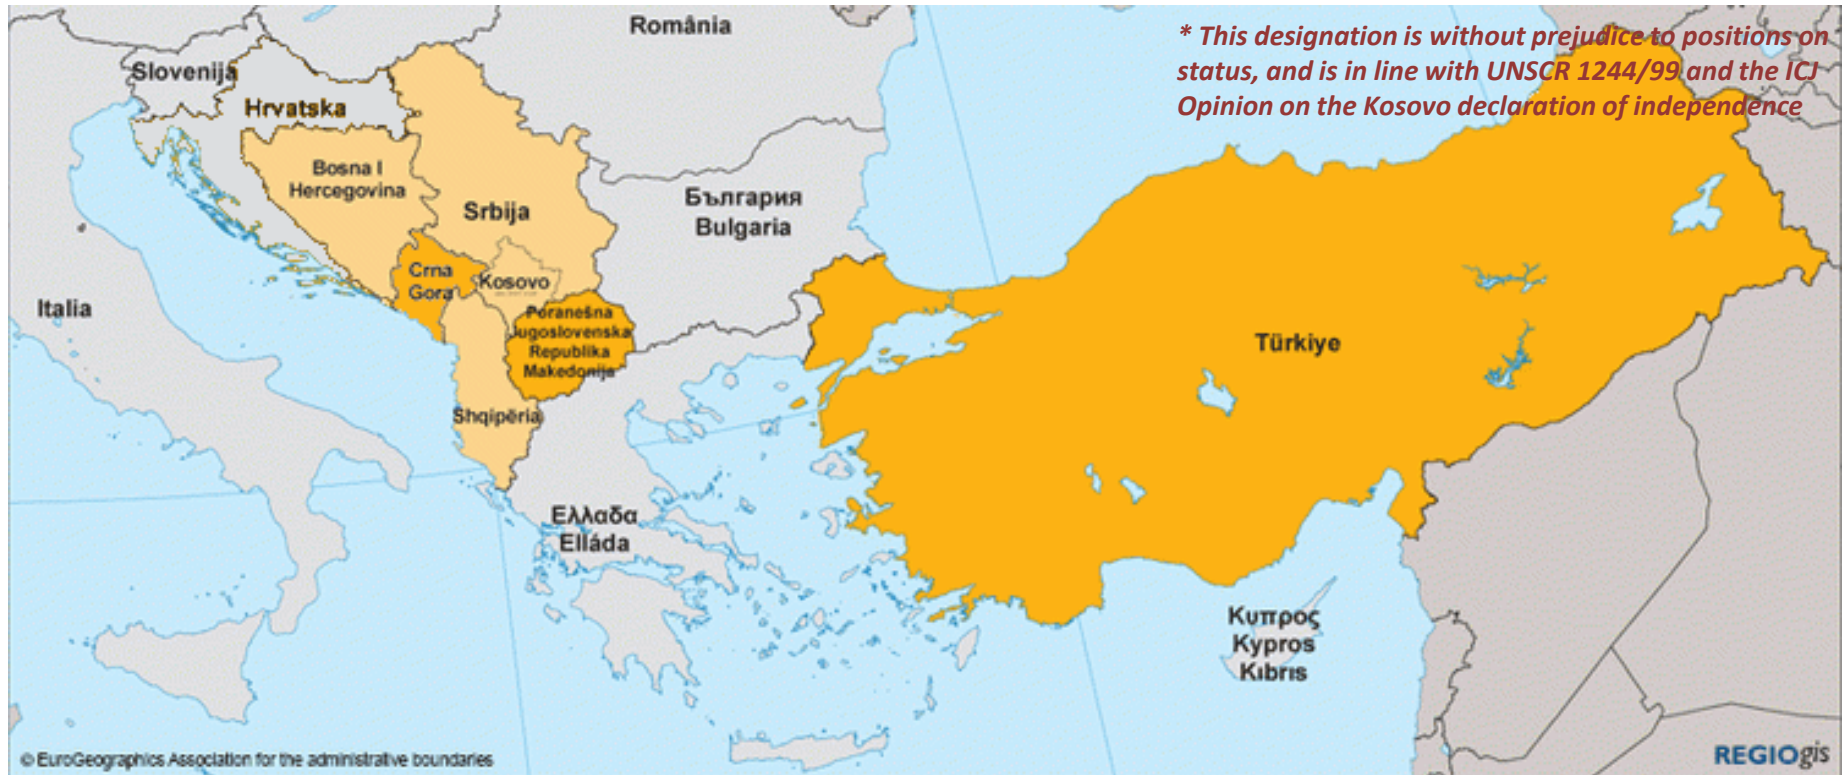 România
* This designation is without prejudice to positions on
status, and is in line with UNSCR 1244/99 and the ICJ
Opinion on the Kosovo declaration of independence
Slovenija
Hrvatska
Bosna I
Hercegovina
Srbija
България
Bulgaria
Crna
Gora
Kosovo
Italia
Poranešna
Jugoslovenska
Republika
Makedonija
Türkiye
Shqipëria
Ελλαδα
Elláda
Κυπρος
Kypros
Kıbrıs
© EuroGeographics Association for the administrative boundaries
REGIOgis